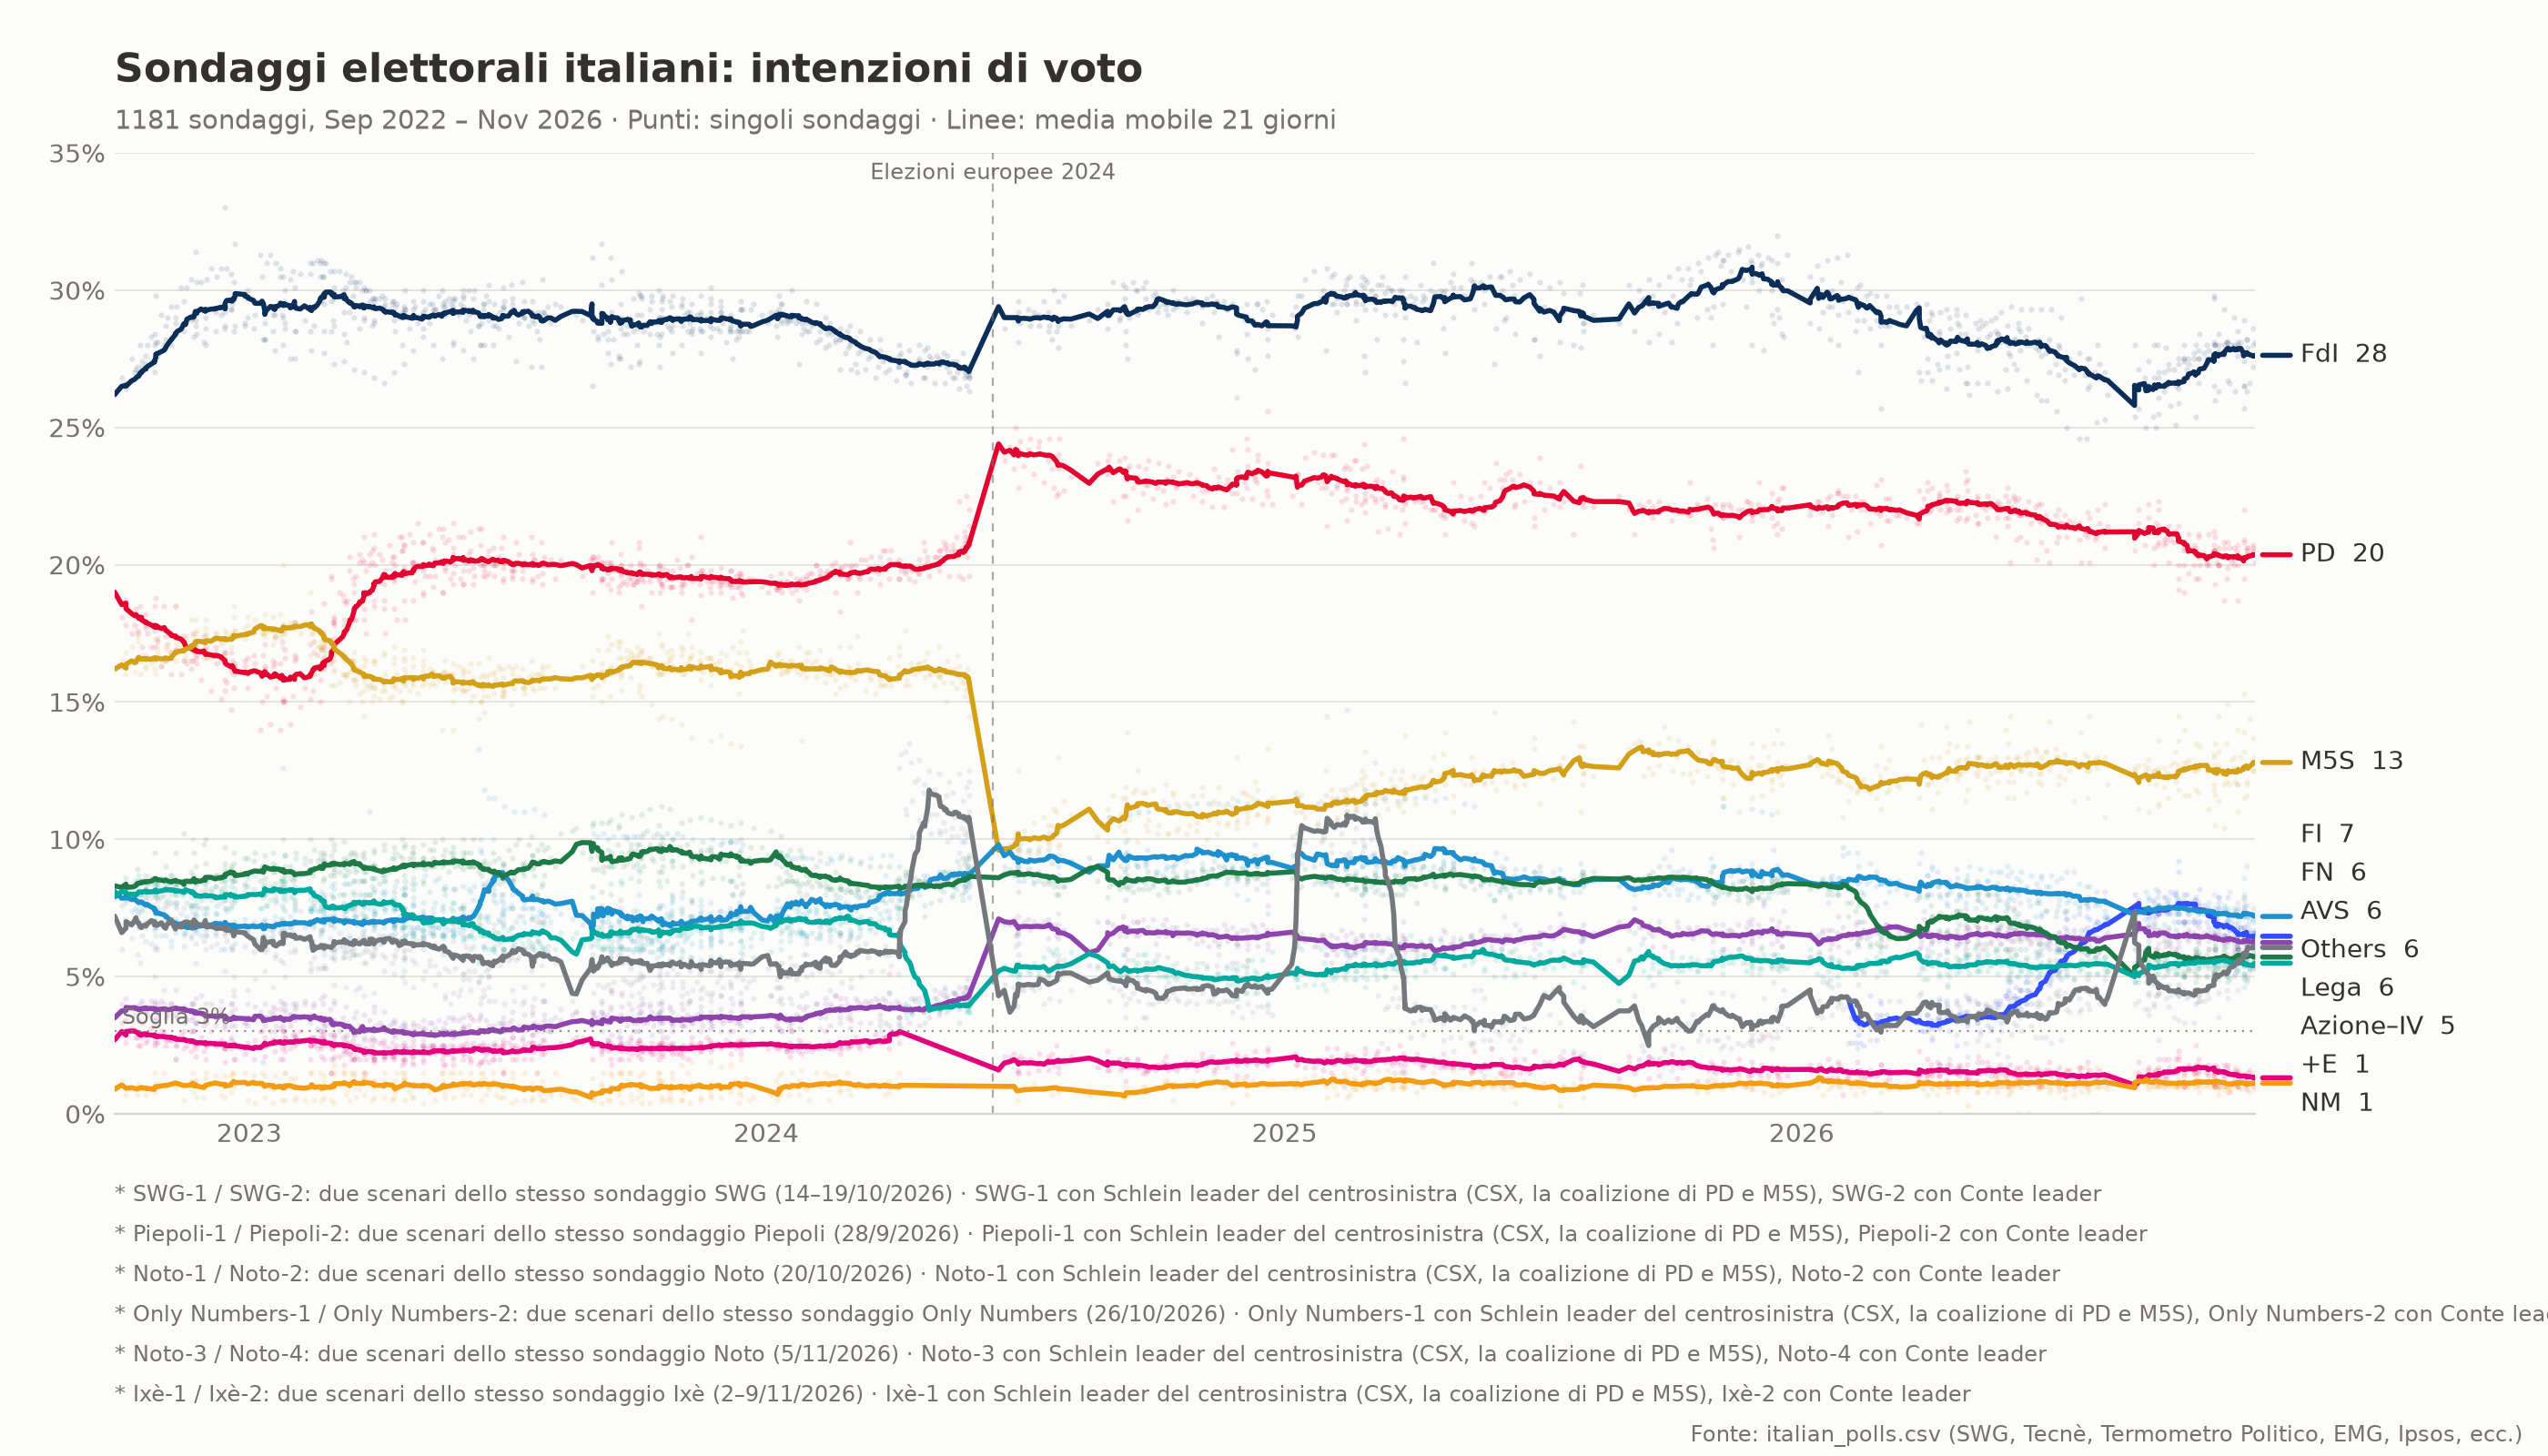 Sondaggi elettorali italiani: intenzioni di voto
1181 sondaggi, Sep 2022 – Nov 2026 · Punti: singoli sondaggi · Linee: media mobile 21 giorni
35%
Elezioni europee 2024
30%
FdI 28
25%
PD 20
20%
15%
M5S 13
10%
FI 7
FN 6
AVS 6
Others 6
5%
Lega 6
Soglia 3%
Azione–IV 5
+E 1
NM 1
0%
2023 2024 2025 2026
* SWG-1 / SWG-2: due scenari dello stesso sondaggio SWG (14–19/10/2026) · SWG-1 con Schlein leader del centrosinistra (CSX, la coalizione di PD e M5S), SWG-2 con Conte leader
* Piepoli-1 / Piepoli-2: due scenari dello stesso sondaggio Piepoli (28/9/2026) · Piepoli-1 con Schlein leader del centrosinistra (CSX, la coalizione di PD e M5S), Piepoli-2 con Conte leader
* Noto-1 / Noto-2: due scenari dello stesso sondaggio Noto (20/10/2026) · Noto-1 con Schlein leader del centrosinistra (CSX, la coalizione di PD e M5S), Noto-2 con Conte leader
* Only Numbers-1 / Only Numbers-2: due scenari dello stesso sondaggio Only Numbers (26/10/2026) · Only Numbers-1 con Schlein leader del centrosinistra (CSX, la coalizione di PD e M5S), Only Numbers-2 con Conte lea
* Noto-3 / Noto-4: due scenari dello stesso sondaggio Noto (5/11/2026) · Noto-3 con Schlein leader del centrosinistra (CSX, la coalizione di PD e M5S), Noto-4 con Conte leader
* Ixè-1 / Ixè-2: due scenari dello stesso sondaggio Ixè (2–9/11/2026) · Ixè-1 con Schlein leader del centrosinistra (CSX, la coalizione di PD e M5S), Ixè-2 con Conte leader
Fonte: italian_polls.csv (SWG, Tecnè, Termometro Politico, EMG, Ipsos, ecc.)